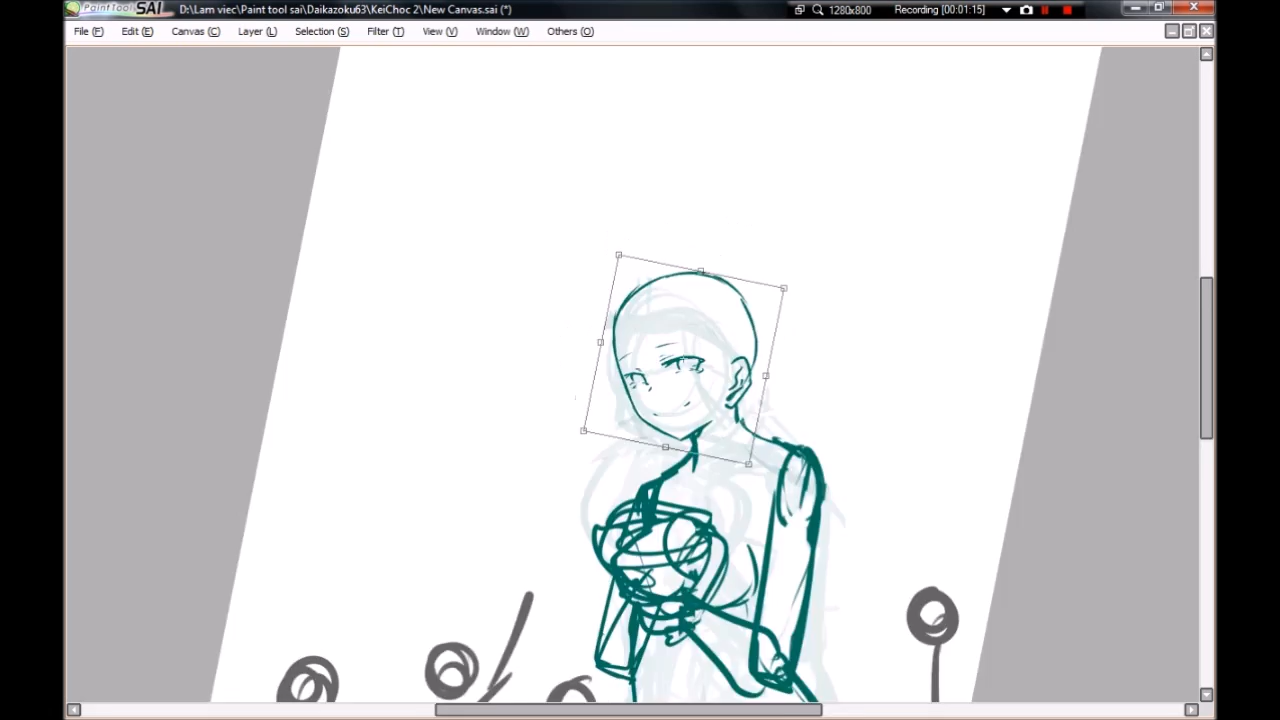 PaintTool SAI D:\Lam viec\Paint tool sai\Daikazoku63\KeiChoc 2\New Canvas.sai (*) 1280x800 Recording [00:01:15]
File (F) Edit (E) Canvas (C) Layer (L) Selection (S) Filter (T) View (V) Window (W) Others (O)